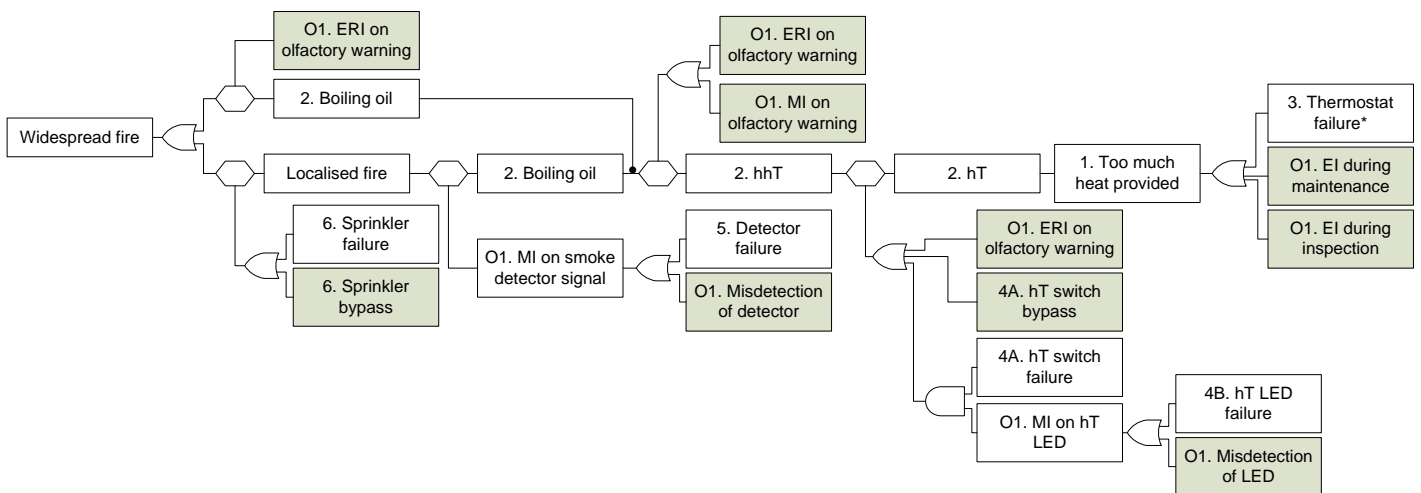 O1. ERI on
olfactory warning
2. Boiling oil
Widespread fire
Localised fire
2. Boiling oil
6. Sprinkler
failure
6. Sprinkler
bypass
O1. MI on smoke
detector signal
5. Detector
failure
O1. Misdetection
of detector
O1. ERI on
olfactory warning
O1. MI on
olfactory warning
2. hhT
2. hT
1. Too much
heat provided
3. Thermostat
failure*
O1. EI during
maintenance
O1. EI during
inspection
O1. ERI on
olfactory warning
4A. hT switch
bypass
4A. hT switch
failure
O1. MI on hT
LED
4B. hT LED
failure
O1. Misdetection
of LED